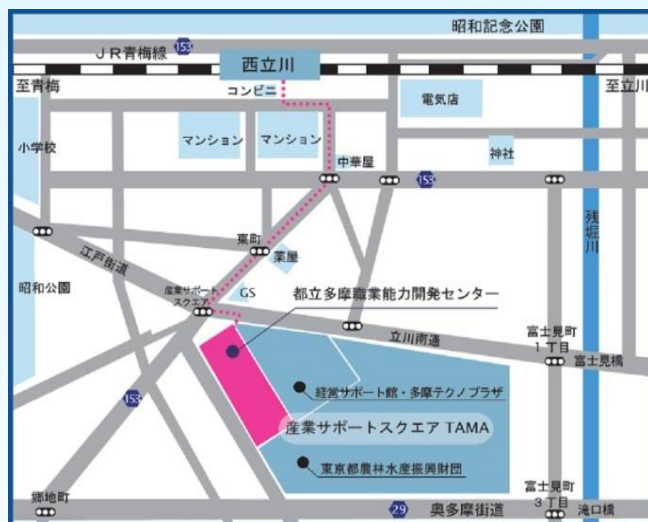 昭和記念公園
153
JR青梅線
西立川
至青梅
至立川
コンビニ
電気店
小学校
マンション
マンション
中華屋
神社
153
残堀川
東町
薬屋
江戸街道
昭和公園
産業サポート
スクエア
GS
都立多摩職業能力開発センター
立川南通
富士見町
1丁目
富士見橋
153
経営サポート館・多摩テクノプラザ
産業サポートスクエア TAMA
東京都農林水産振興財団
郷地町
29
奥多摩街道
富士見町
3丁目
滝口橋